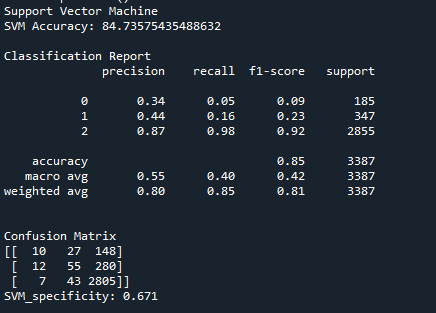 Support Vector Machine
SVM Accuracy: 84.73575435488632
Classification Report
precision recall f1-score support
0 0.34 0.05 0.09 185
1 0.44 0.16 0.23 347
2 0.87 0.98 0.92 2855
accuracy 0.85 3387
macro avg 0.55 0.40 0.42 3387
weighted avg 0.80 0.85 0.81 3387
Confusion Matrix
[[ 10 27 148]
[ 12 55 280]
[ 7 43 2805]]
SVM_specificity: 0.671